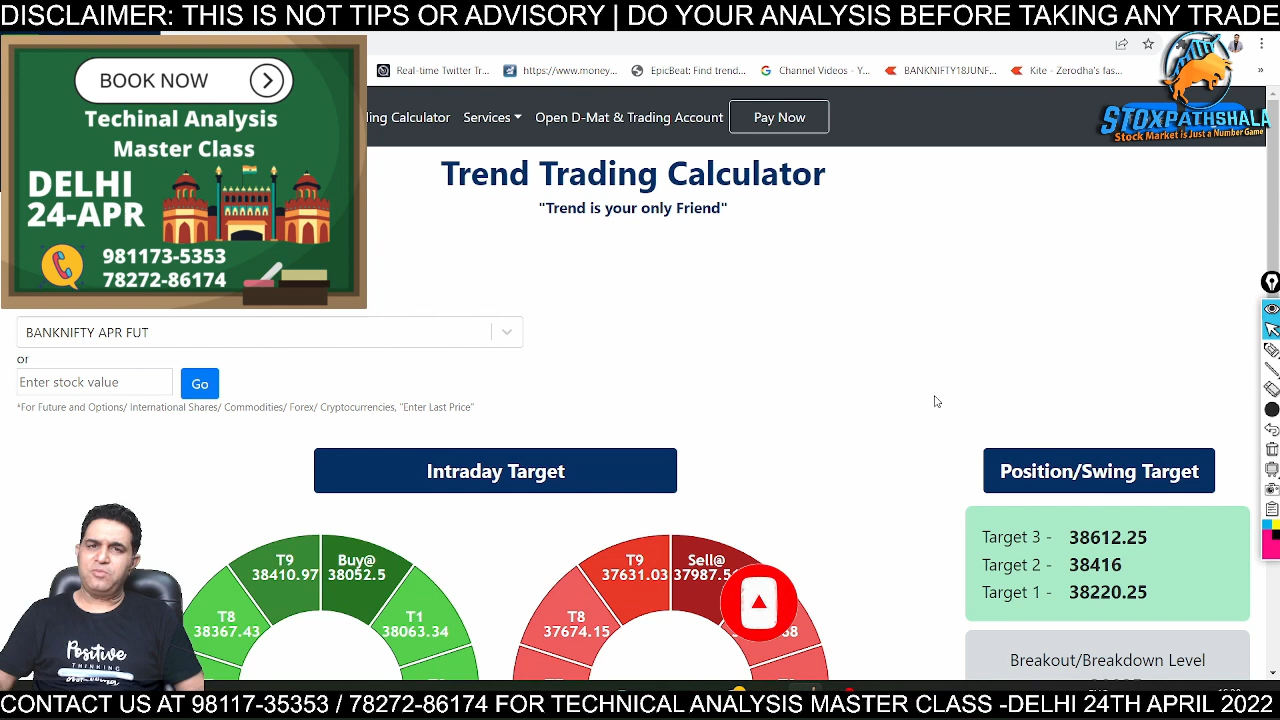 DISCLAIMER: THIS IS NOT TIPS OR ADVISORY | DO YOUR ANALYSIS BEFORE TAKING ANY TRADE
BOOK NOW
Techinal Analysis
Master Class
DELHI
24-APR
981173-5353
78272-86174
Real-time Twitter Tr...
https://www.money...
EpicBeat: Find trend...
Channel Videos - Y...
BANKNIFTY18JUNF...
Kite - Zerodha's fas...
»
ling Calculator
Services
Open D-Mat & Trading Account
Pay Now
STOXPATHSHALA
Stock Market is Just a Number Game
Trend Trading Calculator
"Trend is your only Friend"
BANKNIFTY APR FUT
or
Enter stock value
Go
*For Future and Options/ International Shares/ Commodities/ Forex/ Cryptocurrencies, "Enter Last Price"
Intraday Target
Position/Swing Target
T9
38410.97
Buy@
38052.5
T8
38367.43
T1
38063.34
T9
37631.03
Sell@
T8
37674.15
Target 3 - 38612.25
Target 2 - 38416
Target 1 - 38220.25
Breakout/Breakdown Level
Positive
THINKING
CONTACT US AT 98117-35353 / 78272-86174 FOR TECHNICAL ANALYSIS MASTER CLASS -DELHI 24TH APRIL 2022